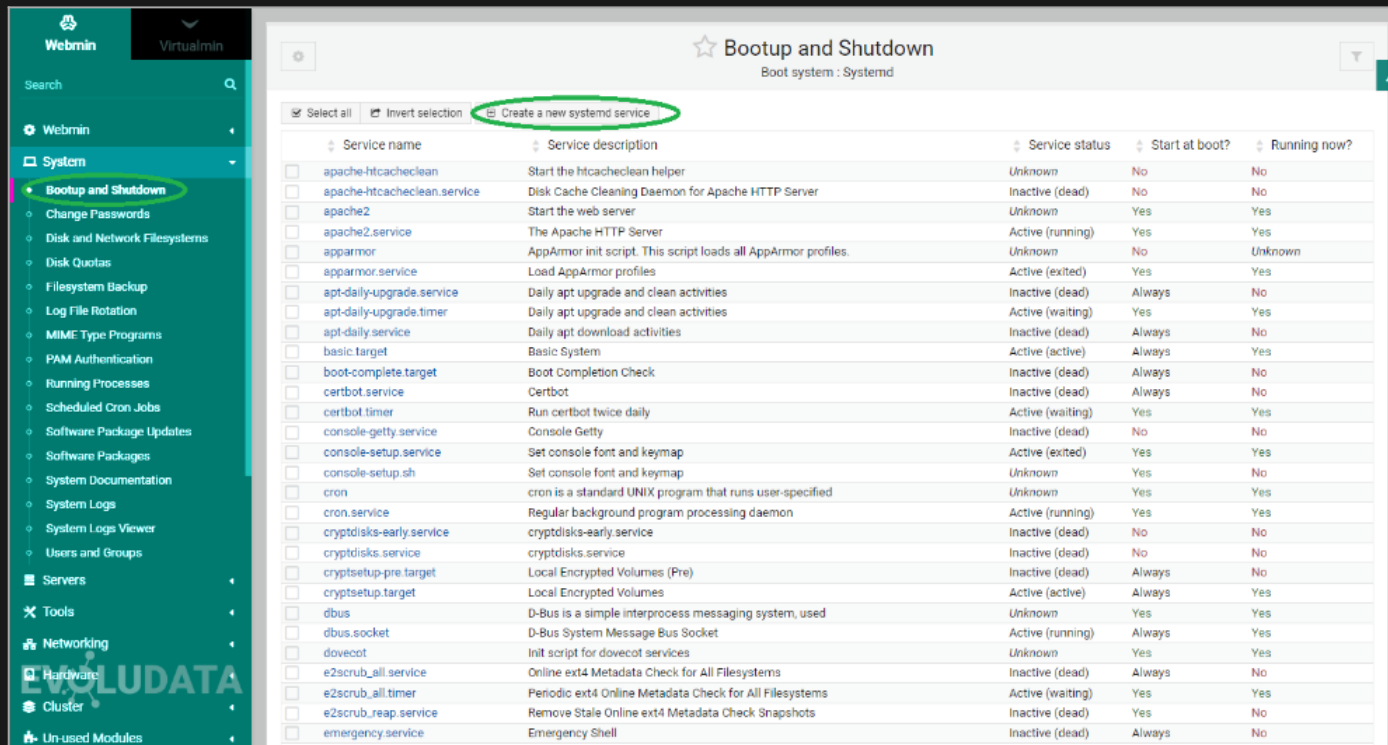 Webmin
Virtualmin
Search
Webmin
System
Bootup and Shutdown
Change Passwords
Disk and Network Filesystems
Disk Quotas
Filesystem Backup
Log File Rotation
MIME Type Programs
PAM Authentication
Running Processes
Scheduled Cron Jobs
Software Package Updates
Software Packages
System Documentation
System Logs
System Logs Viewer
Users and Groups
Servers
Tools
Networking
Hardware
EVOLUDATA
Cluster
Un-used Modules
Bootup and Shutdown
Boot system : Systemd
Select all Invert selection Create a new systemd service
Service name Service description Service status Start at boot? Running now?
apache-htcacheclean Start the htcacheclean helper Unknown No No
apache-htcacheclean.service Disk Cache Cleaning Daemon for Apache HTTP Server Inactive (dead) No No
apache2 Start the web server Unknown Yes Yes
apache2.service The Apache HTTP Server Active (running) Yes Yes
apparmor AppArmor init script. This script loads all AppArmor profiles. Unknown No Unknown
apparmor.service Load AppArmor profiles Active (exited) Yes Yes
apt-daily-upgrade.service Daily apt upgrade and clean activities Inactive (dead) Always No
apt-daily-upgrade.timer Daily apt upgrade and clean activities Active (waiting) Yes Yes
apt-daily.service Daily apt download activities Inactive (dead) Always No
basic.target Basic System Active (active) Always Yes
boot-complete.target Boot Completion Check Inactive (dead) Always No
certbot.service Certbot Inactive (dead) Always No
certbot.timer Run certbot twice daily Active (waiting) Yes Yes
console-getty.service Console Getty Inactive (dead) No No
console-setup.service Set console font and keymap Active (exited) Yes Yes
console-setup.sh Set console font and keymap Unknown Yes No
cron cron is a standard UNIX program that runs user-specified Unknown Yes Yes
cron.service Regular background program processing daemon Active (running) Yes Yes
cryptdisks-early.service cryptdisks-early.service Inactive (dead) No No
cryptdisks.service cryptdisks.service Inactive (dead) No No
cryptsetup-pre.target Local Encrypted Volumes (Pre) Inactive (dead) Always No
cryptsetup.target Local Encrypted Volumes Active (active) Always Yes
dbus D-Bus is a simple interprocess messaging system, used Unknown Yes Yes
dbus.socket D-Bus System Message Bus Socket Active (running) Always Yes
dovecot Init script for dovecot services Unknown Yes Yes
e2scrub_all.service Online ext4 Metadata Check for All Filesystems Inactive (dead) Always No
e2scrub_all.timer Periodic ext4 Online Metadata Check for All Filesystems Active (waiting) Yes Yes
e2scrub_reap.service Remove Stale Online ext4 Metadata Check Snapshots Inactive (dead) Yes No
emergency.service Emergency Shell Inactive (dead) Always No